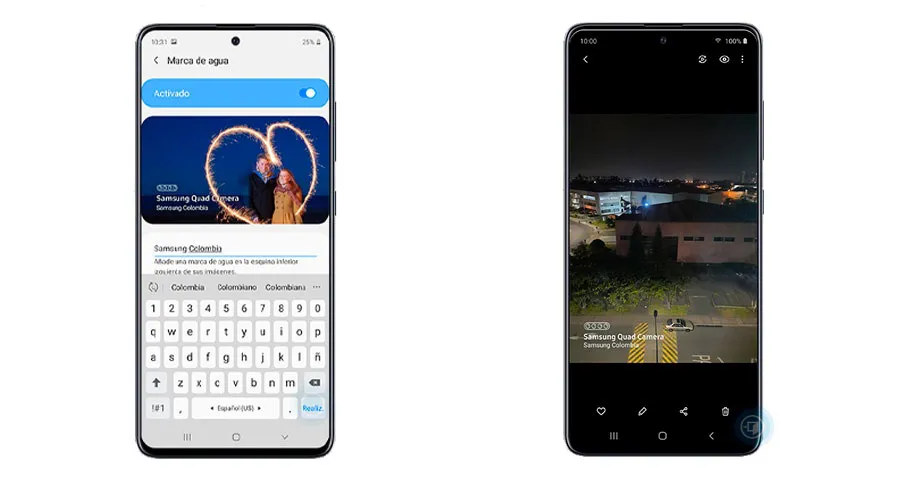 10:31
25%
Marca de agua
Activado
Samsung Quad Camera
Samsung Colombia
Samsung Colombia
Añade una marca de agua en la esquina inferior
izquierda de sus imágenes.
Colombia Colombiano Colombiana ...
1 2 3 4 5 6 7 8 9 0
q w e r t y u i o p
a s d f g h j k l ñ
z x c v b n m
!#1 , Español (US) . Realiz.
10:00
100%
Samsung Quad Camera
Samsung Colombia